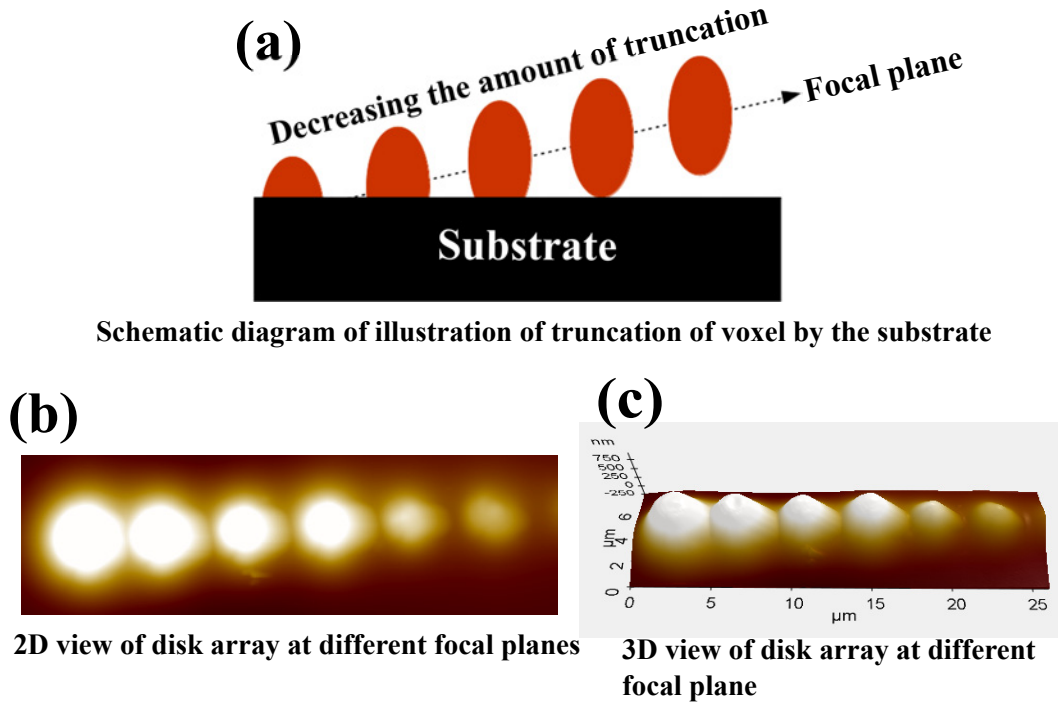 (a)
Decreasing the amount of truncation
Focal plane
Substrate
Schematic diagram of illustration of truncation of voxel by the substrate
(b)
2D view of disk array at different focal planes
(c)
nm
750
500
250
0
-250
6
4
2
0
µm
0 5 10 15 20 25
µm
3D view of disk array at different
focal plane